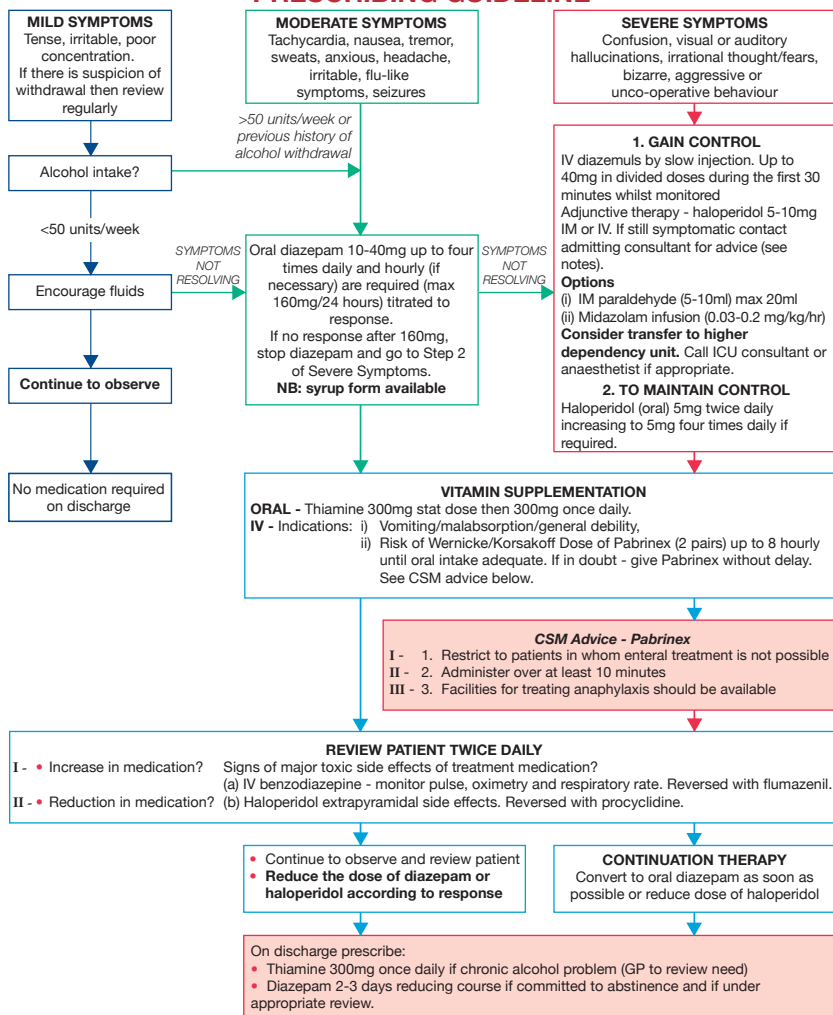 PRESCRIBING GUIDELINE
MILD SYMPTOMS
Tense, irritable, poor
concentration.
If there is suspicion of
withdrawal then review
regularly
MODERATE SYMPTOMS
Tachycardia, nausea, tremor,
sweats, anxious, headache,
irritable, flu-like
symptoms, seizures
SEVERE SYMPTOMS
Confusion, visual or auditory
hallucinations, irrational thought/fears,
bizarre, aggressive or
unco-operative behaviour
>50 units/week or
previous history of
alcohol withdrawal
Alcohol intake?
<50 units/week
SYMPTOMS
NOT
RESOLVING
Encourage fluids
Continue to observe
No medication required
on discharge
Oral diazepam 10-40mg up to four
times daily and hourly (if
necessary) are required (max
160mg/24 hours) titrated to
response.
If no response after 160mg,
stop diazepam and go to Step 2
of Severe Symptoms.
NB: syrup form available
SYMPTOMS
NOT
RESOLVING
1. GAIN CONTROL
IV diazemuls by slow injection. Up to
40mg in divided doses during the first 30
minutes whilst monitored
Adjunctive therapy - haloperidol 5-10mg
IM or IV. If still symptomatic contact
admitting consultant for advice (see
notes).
Options
(i) IM paraldehyde (5-10ml) max 20ml
(ii) Midazolam infusion (0.03-0.2 mg/kg/hr)
Consider transfer to higher
dependency unit. Call ICU consultant or
anaesthetist if appropriate.
2. TO MAINTAIN CONTROL
Haloperidol (oral) 5mg twice daily
increasing to 5mg four times daily if
required.
VITAMIN SUPPLEMENTATION
ORAL - Thiamine 300mg stat dose then 300mg once daily.
IV - Indications: i) Vomiting/malabsorption/general debility,
ii) Risk of Wernicke/Korsakoff Dose of Pabrinex (2 pairs) up to 8 hourly
until oral intake adequate. If in doubt - give Pabrinex without delay.
See CSM advice below.
CSM Advice - Pabrinex
I - 1. Restrict to patients in whom enteral treatment is not possible
II - 2. Administer over at least 10 minutes
III - 3. Facilities for treating anaphylaxis should be available
REVIEW PATIENT TWICE DAILY
I - • Increase in medication? Signs of major toxic side effects of treatment medication?
(a) IV benzodiazepine - monitor pulse, oximetry and respiratory rate. Reversed with flumazenil.
II - • Reduction in medication? (b) Haloperidol extrapyramidal side effects. Reversed with procyclidine.
• Continue to observe and review patient
• Reduce the dose of diazepam or
haloperidol according to response
CONTINUATION THERAPY
Convert to oral diazepam as soon as
possible or reduce dose of haloperidol
On discharge prescribe:
• Thiamine 300mg once daily if chronic alcohol problem (GP to review need)
• Diazepam 2-3 days reducing course if committed to abstinence and if under
appropriate review.